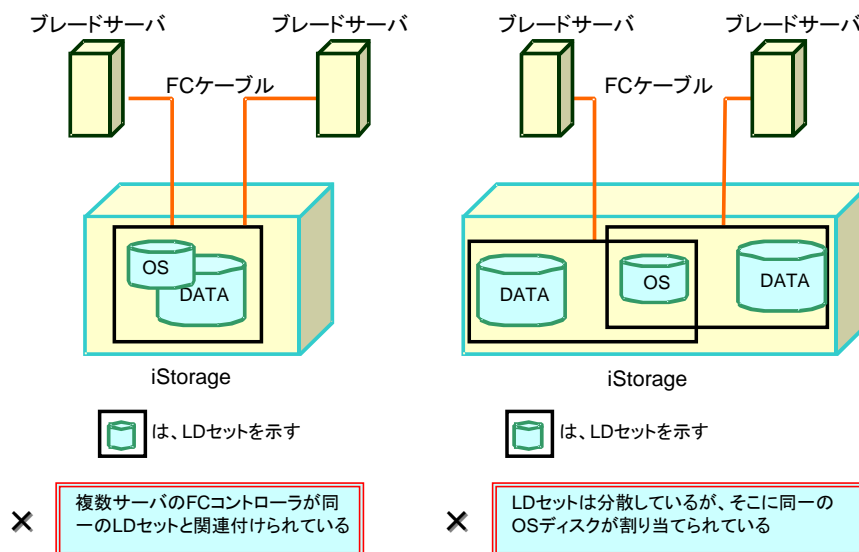 ブレードサーバ
ブレードサーバ
FCケーブル
OS
DATA
iStorage
は、LDセットを示す
×
複数サーバのFCコントローラが同
一のLDセットと関連付けられている
ブレードサーバ
ブレードサーバ
FCケーブル
DATA
OS
DATA
iStorage
は、LDセットを示す
×
LDセットは分散しているが、そこに同一の
OSディスクが割り当てられている